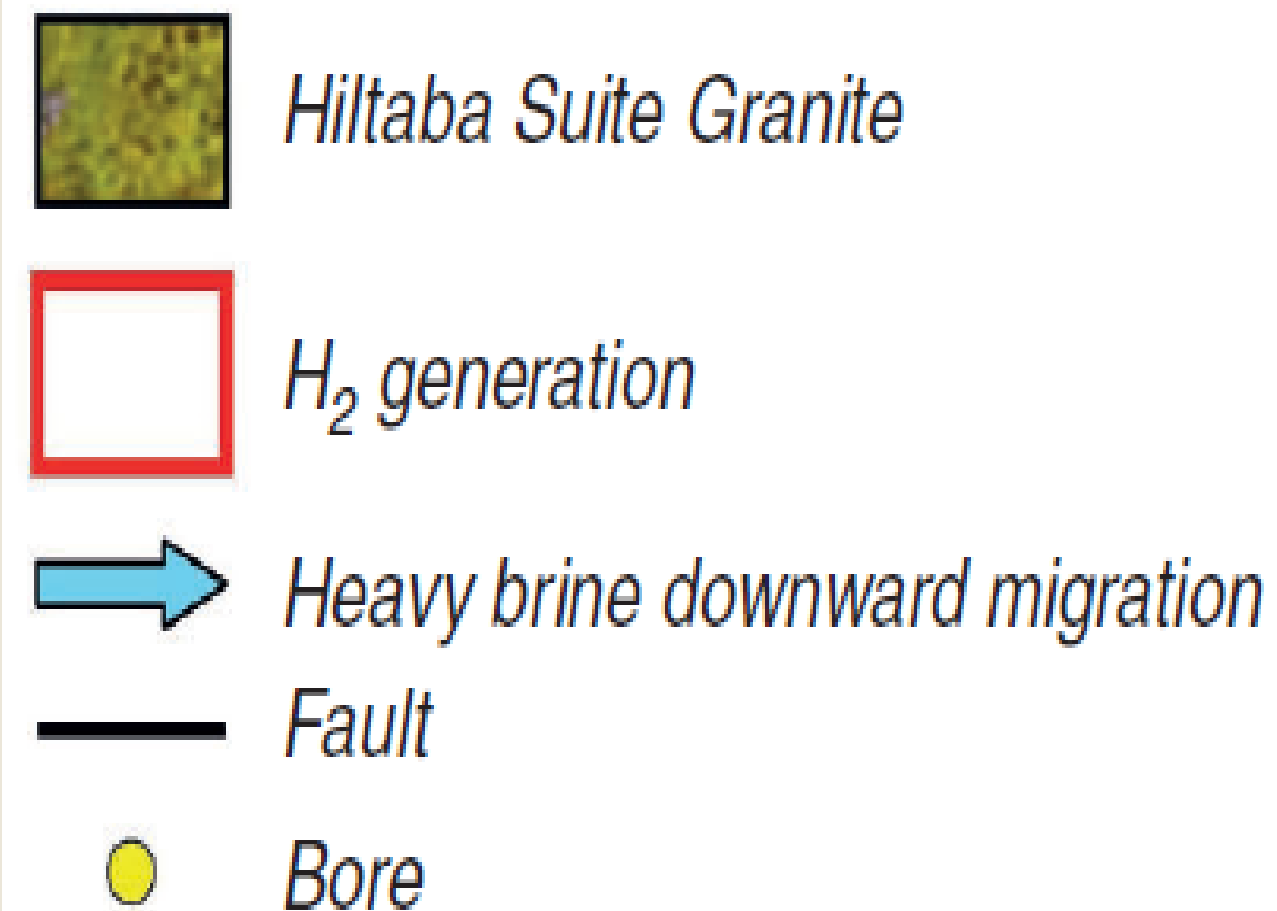 Hiltaba Suite Granite
H₂ generation
Heavy brine downward migration
Fault
Bore